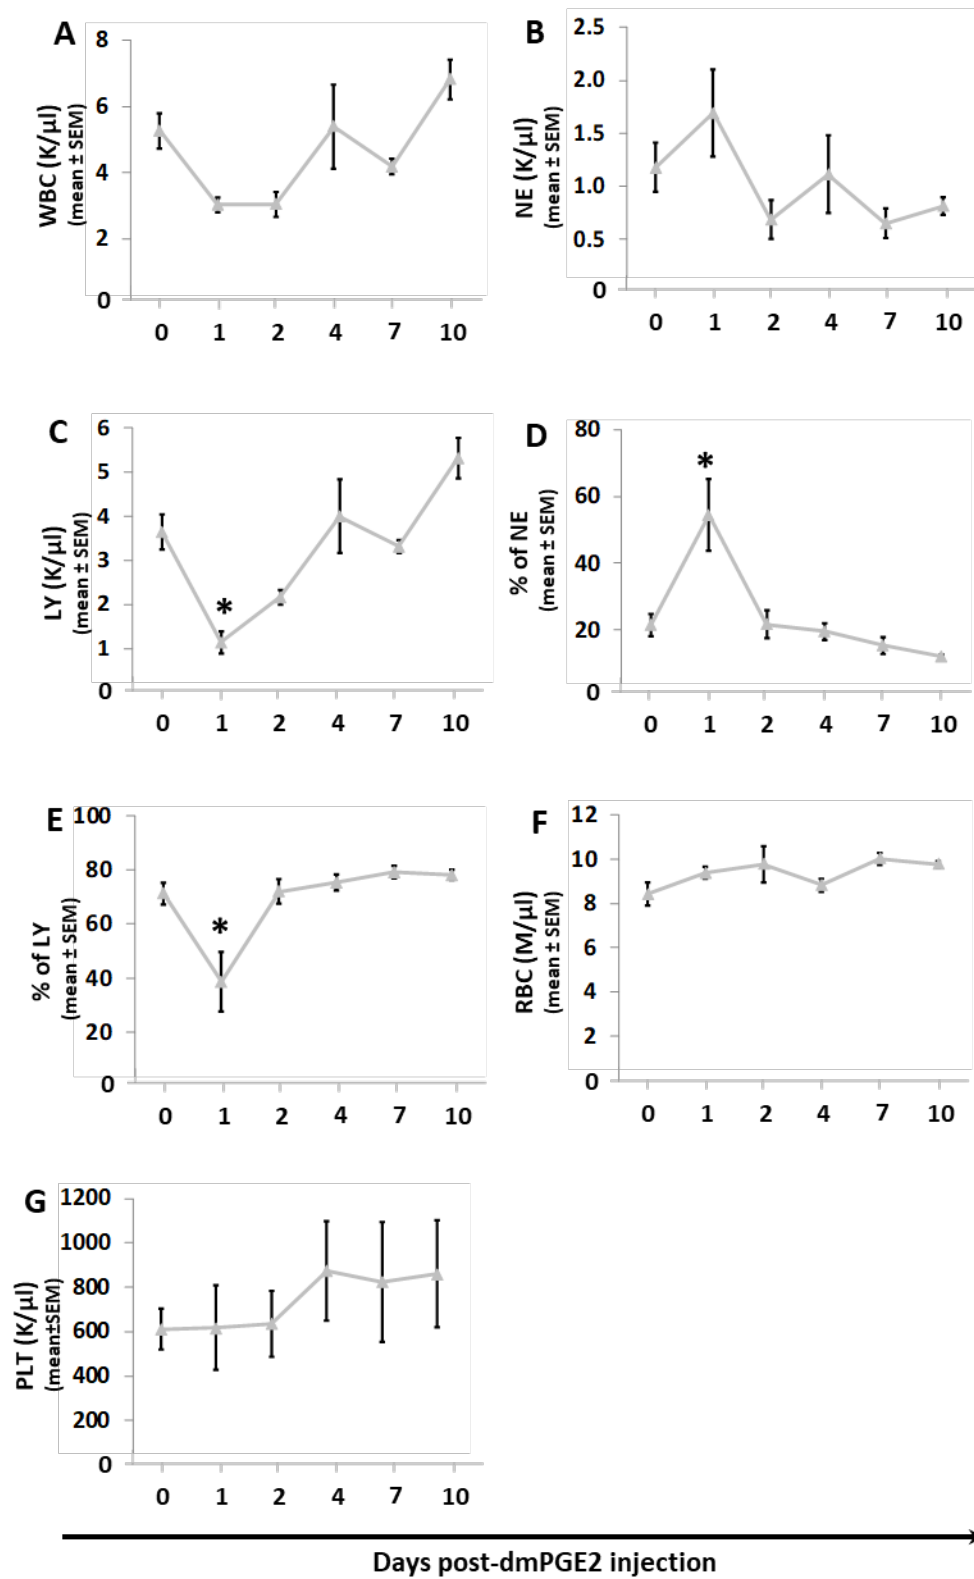 A
WBC (K/µl)
(mean ± SEM)
8
6
4
2
0
0 1 2 4 7 10
B
NE (K/µl)
(mean ± SEM)
2.5
2.0
1.5
1.0
0.5
0
0 1 2 4 7 10
C
LY (K/µl)
(mean ± SEM)
6
5
4
3
2
1
0
*
0 1 2 4 7 10
D
% of NE
(mean ± SEM)
80
60
40
20
0
*
0 1 2 4 7 10
E
% of LY
(mean ± SEM)
100
80
60
40
20
0
*
0 1 2 4 7 10
F
RBC (M/µl)
(mean ± SEM)
12
10
8
6
4
2
0
0 1 2 4 7 10
G
PLT (K/µl)
(mean±SEM)
1200
1000
800
600
400
200
0
0 1 2 4 7 10
Days post-dmPGE2 injection